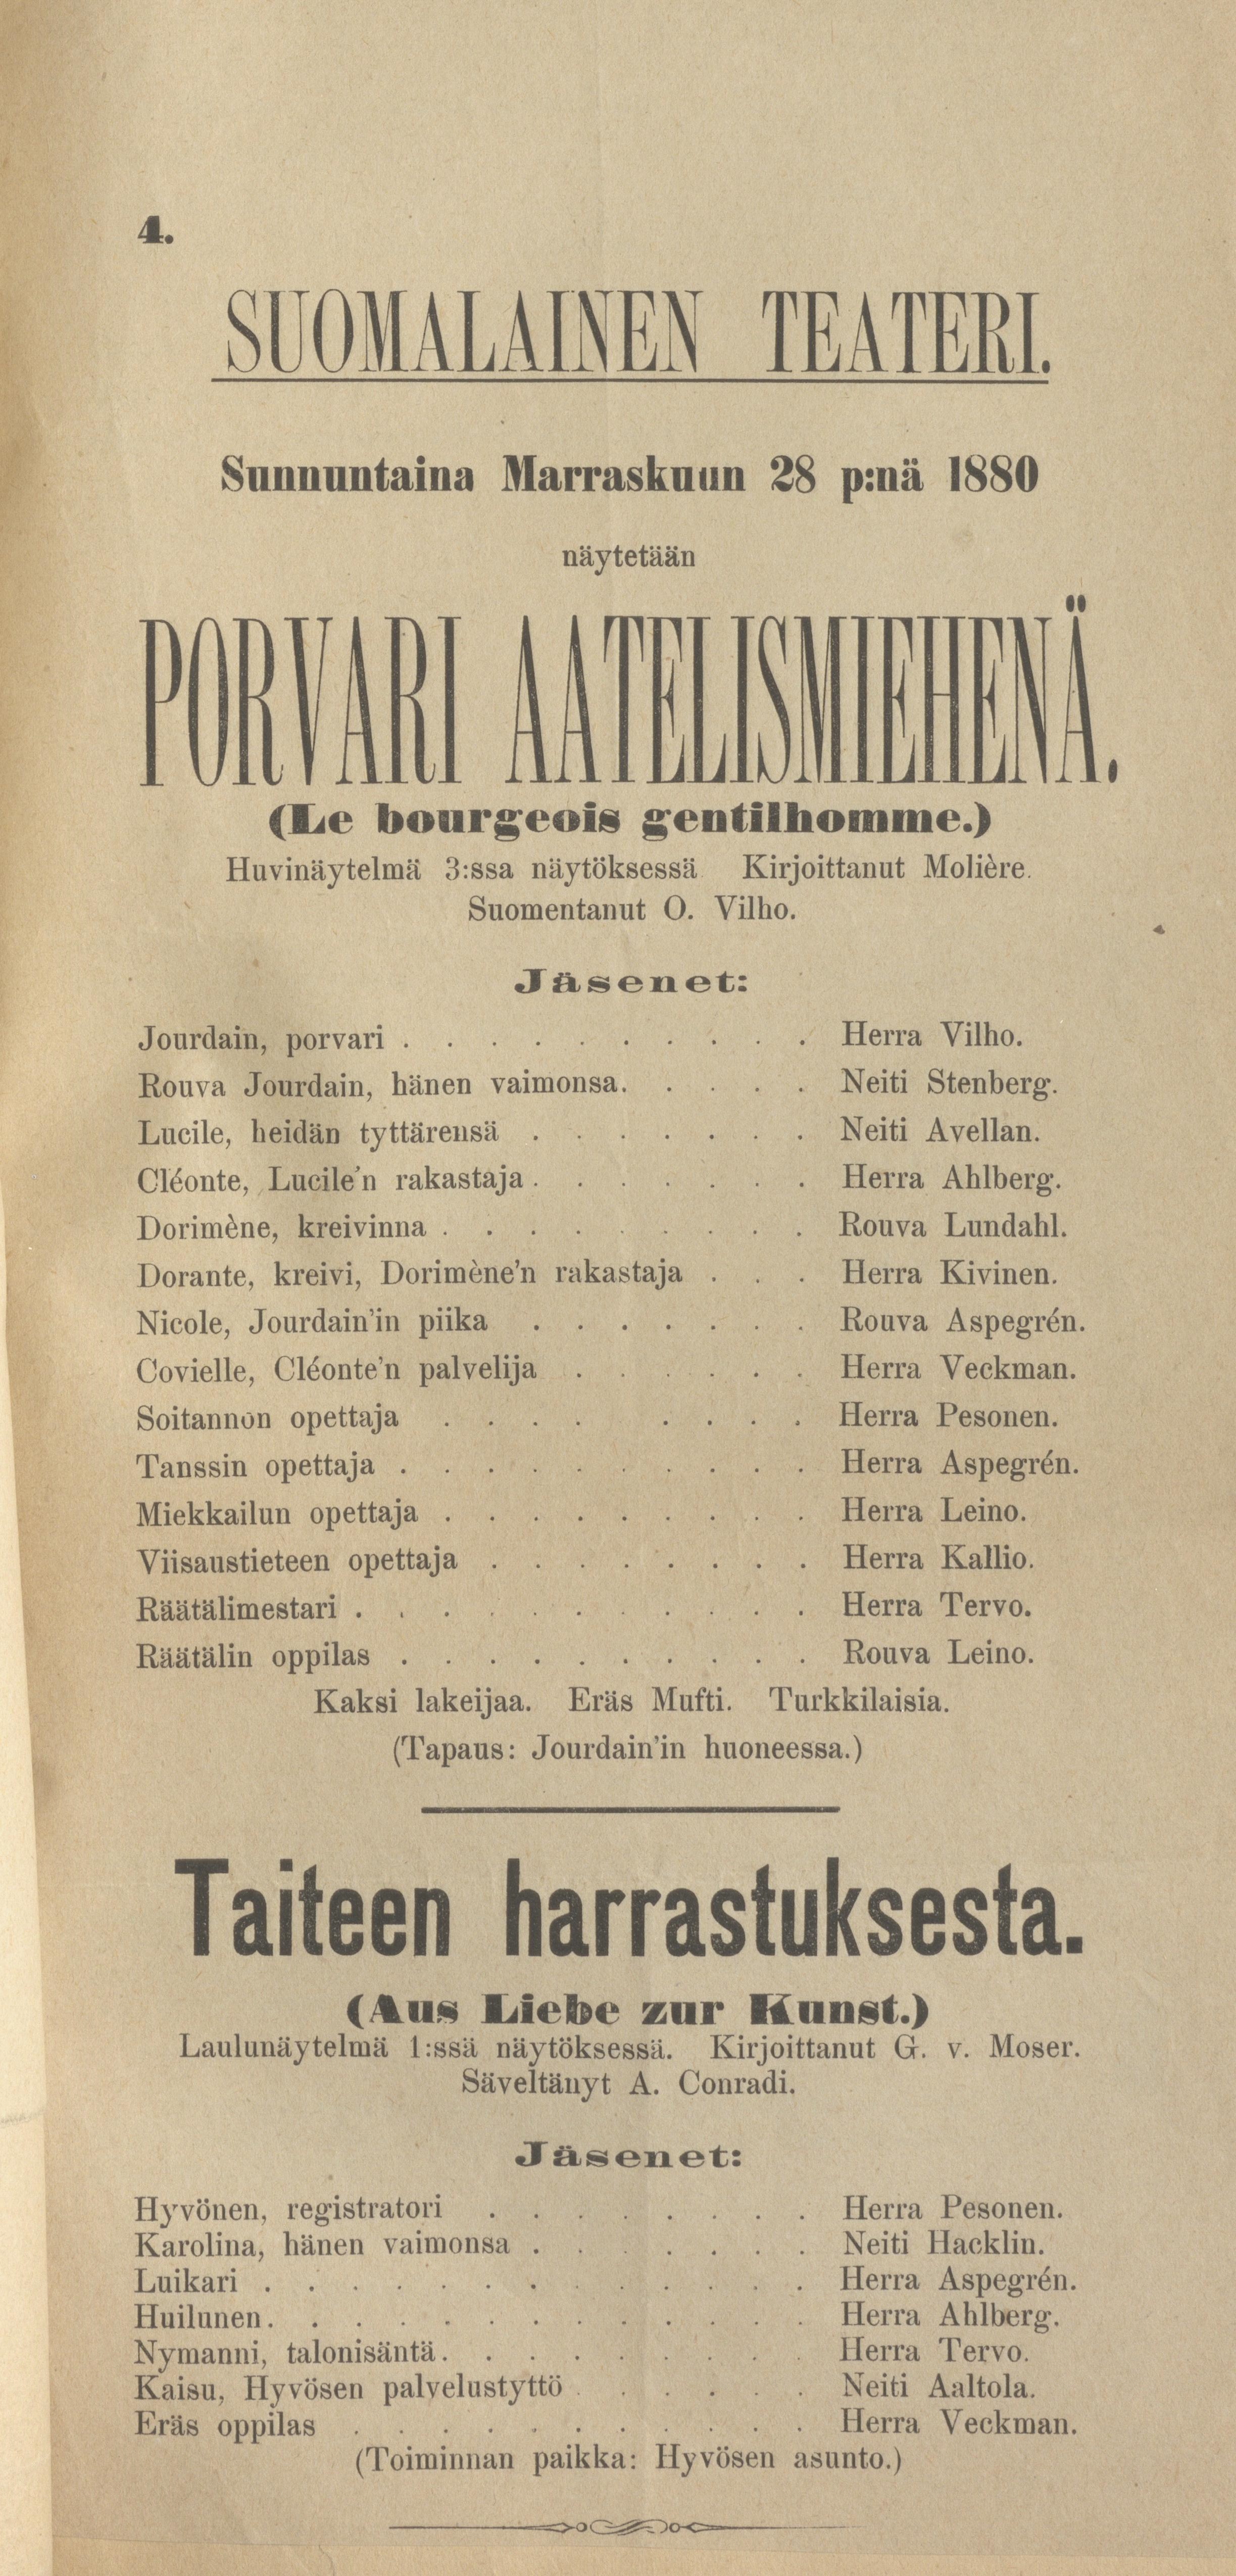 4.
SUOMALAINEN TEATERI.
Sunnuntaina Marraskuun 28 p:nä 1880
näytetään
PORVARI AATELISMIEHENÄ.
(Le bourgeois gentilhomme.)
Huvinäytelmä 3:ssa näytöksessä. Kirjoittanut Molière.
Suomentanut O. Vilho.
Jäsenet:
Jourdain, porvari . . . . . . . . . . Herra Vilho.
Rouva Jourdain, hänen vaimonsa. . . . . Neiti Stenberg.
Lucile, heidän tyttärensä . . . . . . . Neiti Avellan.
Cléonte, Lucile'n rakastaja . . . . . . . Herra Ahlberg.
Dorimène, kreivinna . . . . . . . . . Rouva Lundahl.
Dorante, kreivi, Dorimène'n rakastaja . . . Herra Kivinen.
Nicole, Jourdain'in piika . . . . . . . Rouva Aspegrén.
Covielle, Cléonte'n palvelija . . . . . . Herra Veckman.
Soitannon opettaja . . . . . . . . Herra Pesonen.
Tanssin opettaja . . . . . . . . . . Herra Aspegrén.
Miekkailun opettaja . . . . . . . . . Herra Leino.
Viisaustieteen opettaja . . . . . . . . Herra Kallio.
Räätälimestari . . . . . . . . . . . Herra Tervo.
Räätälin oppilas . . . . . . . . . . Rouva Leino.
Kaksi lakeijaa. Eräs Mufti. Turkkilaisia.
(Tapaus: Jourdain'in huoneessa.)
Taiteen harrastuksesta.
(Aus Liebe zur Kunst.)
Laulunäytelmä 1:ssä näytöksessä. Kirjoittanut G. v. Moser.
Säveltänyt A. Conradi.
Jäsenet:
Hyvönen, registratori . . . . . . . . Herra Pesonen.
Karolina, hänen vaimonsa . . . . . . . Neiti Hacklin.
Luikari . . . . . . . . . . . . . Herra Aspegrén.
Huilunen. . . . . . . . . . . . . Herra Ahlberg.
Nymanni, talonisäntä. . . . . . . . . Herra Tervo.
Kaisu, Hyvösen palvelustyttö . . . . . . Neiti Aaltola.
Eräs oppilas . . . . . . . . . . . Herra Veckman.
(Toiminnan paikka: Hyvösen asunto.)